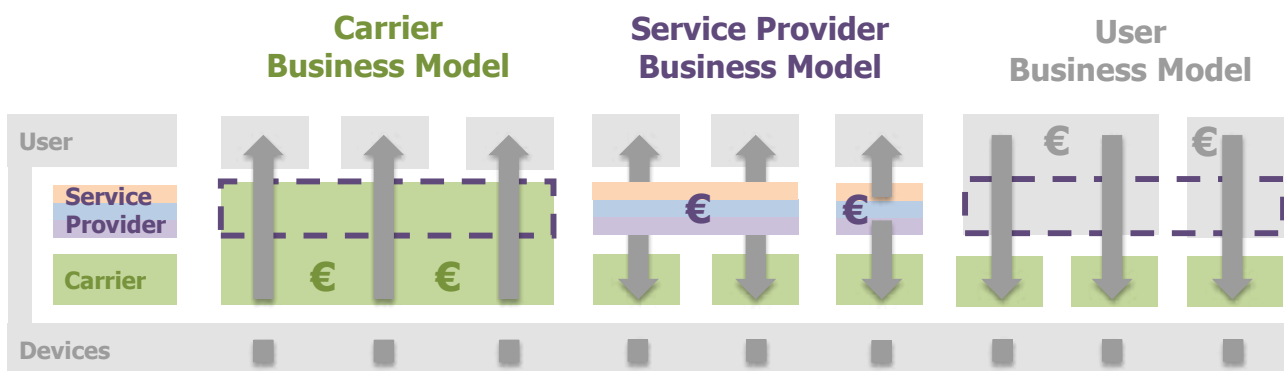 Carrier
Business Model
Service Provider
Business Model
User
Business Model
User
€
€
Service
Provider
€
€
Carrier
€
€
Devices